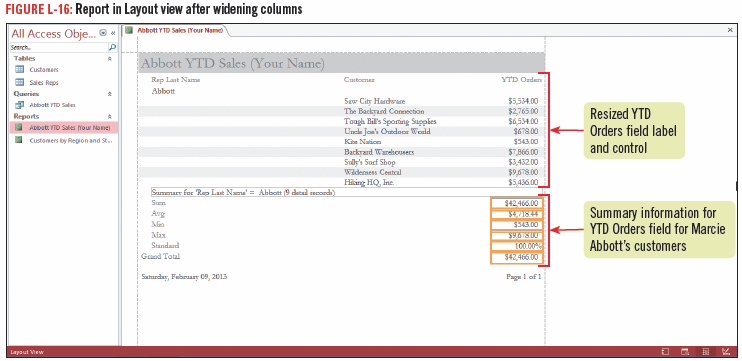 FIGURE L-16: Report in Layout view after widening columns
All Access Obje...
Search...
Tables
Customers
Sales Reps
Queries
Abbott YTD Sales
Reports
Abbott YTD Sales (Your Name)
Customers by Region and St...
Abbott YTD Sales (Your Name)
Abbott YTD Sales (Your Name)
Rep Last Name Customer YTD Orders
Abbott
Saw City Hardware $5,534.00
The Backyard Connection $2,765.00
Tough Bill's Sporting Supplies $6,534.00
Uncle Joe's Outdoor World $678.00
Kite Nation $543.00
Backyard Warehousers $7,866.00
Sully's Surf Shop $3,432.00
Wilderness Central $9,678.00
Hiking HQ, Inc. $5,436.00
Summary for 'Rep Last Name' = Abbott (9 detail records)
Sum $42,466.00
Avg $4,718.44
Min $543.00
Max $9,678.00
Standard 100.00%
Grand Total $42,466.00
Saturday, February 09, 2013 Page 1 of 1
Resized YTD
Orders field label
and control
Summary information for
YTD Orders field for Marcie
Abbott's customers
Layout View